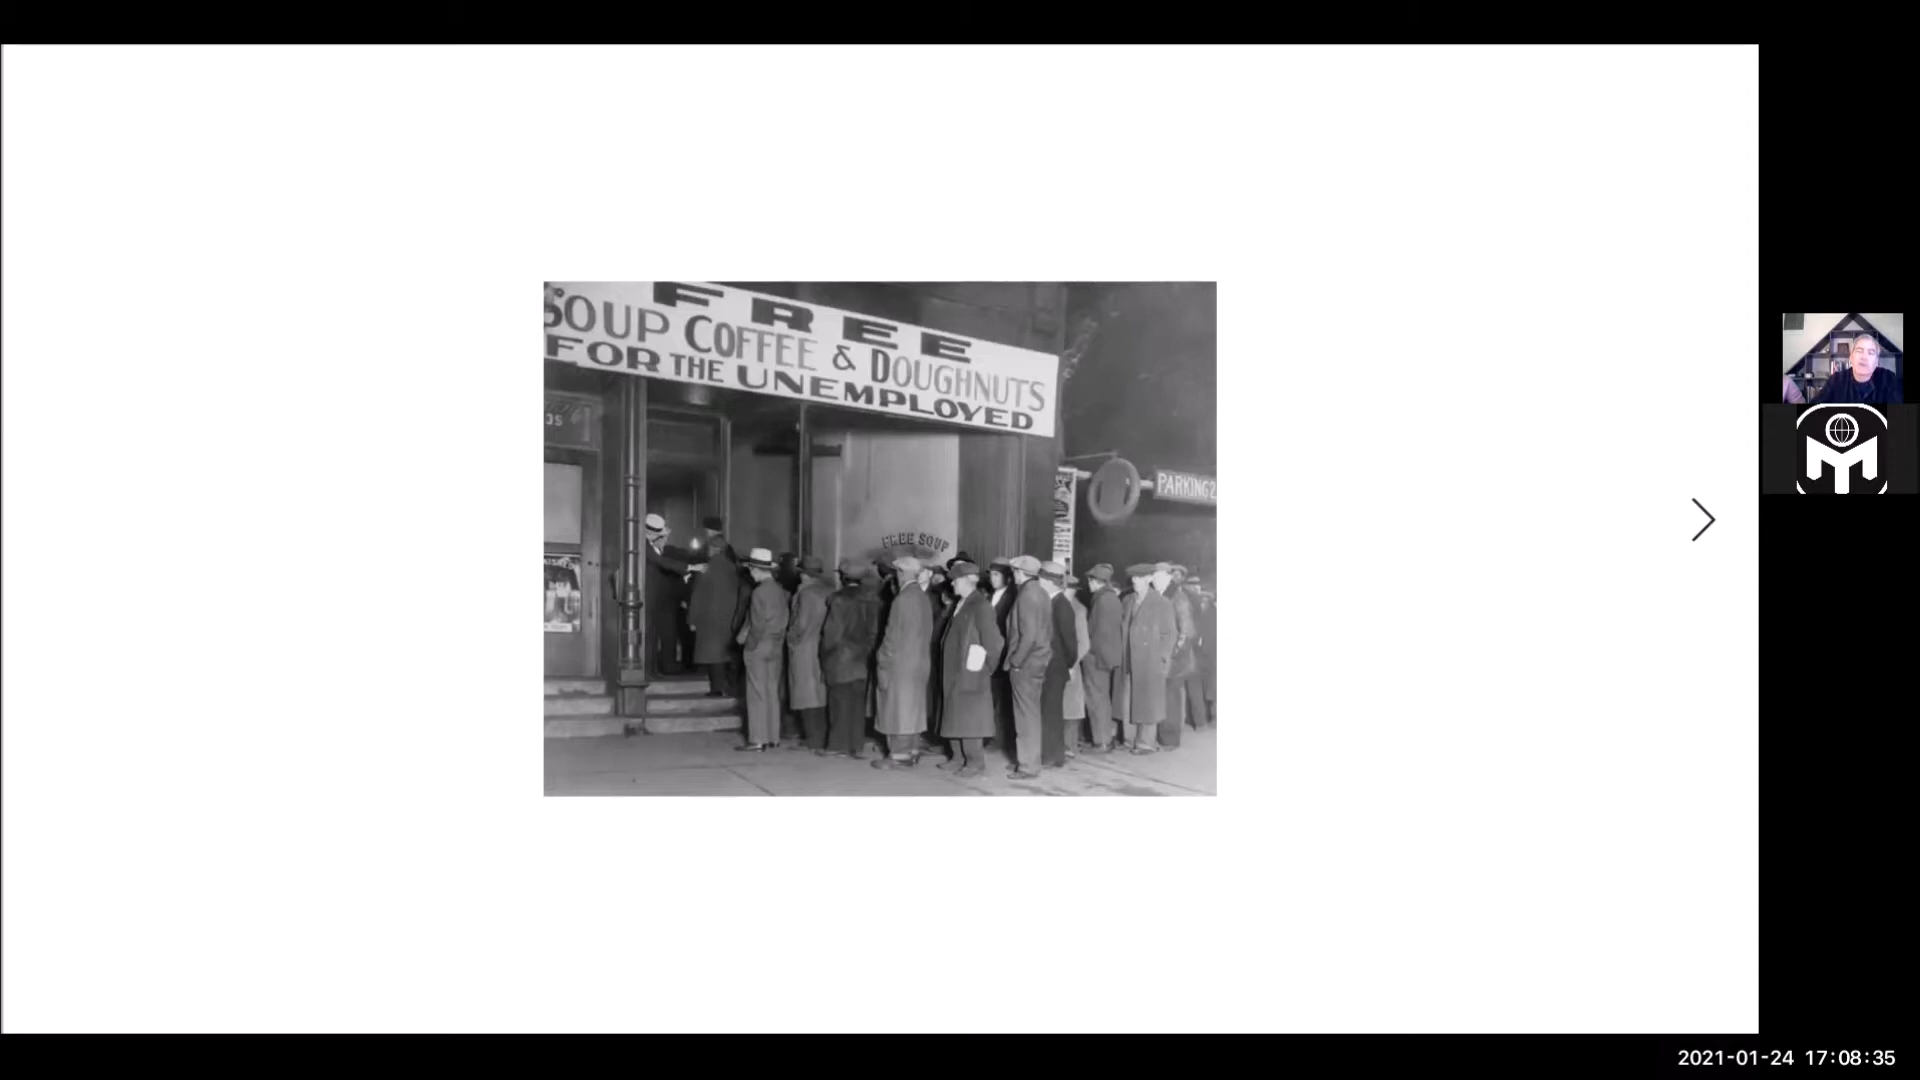 FREE
SOUP COFFEE & DOUGHNUTS
FOR THE UNEMPLOYED
FREE SOUP
PARKING
2021-01-24 17:08:35